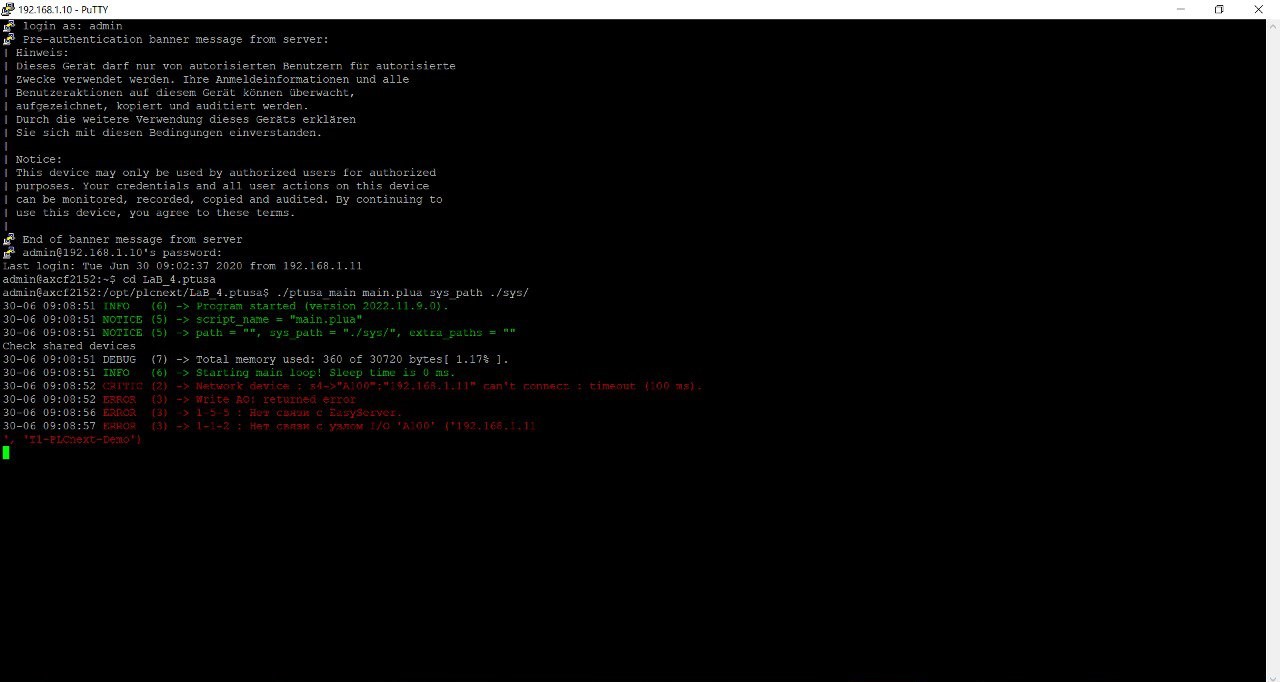 192.168.1.10 - PuTTY
login as: admin
Pre-authentication banner message from server:
| Hinweis:
| Dieses Gerät darf nur von autorisierten Benutzern für autorisierte
| Zwecke verwendet werden. Ihre Anmeldeinformationen und alle
| Benutzeraktionen auf diesem Gerät können überwacht,
| aufgezeichnet, kopiert und auditiert werden.
| Durch die weitere Verwendung dieses Geräts erklären
| Sie sich mit diesen Bedingungen einverstanden.
|
| Notice:
| This device may only be used by authorized users for authorized
| purposes. Your credentials and all user actions on this device
| can be monitored, recorded, copied and audited. By continuing to
| use this device, you agree to these terms.
|
End of banner message from server
admin@192.168.1.10's password:
Last login: Tue Jun 30 09:02:37 2020 from 192.168.1.11
admin@axcf2152:~$ cd LaB_4.ptusa
admin@axcf2152:/opt/plcnext/LaB_4.ptusa$ ./ptusa_main main.plua sys_path ./sys/
30-06 09:08:51 INFO (6) -> Program started (version 2022.11.9.0).
30-06 09:08:51 NOTICE (5) -> script_name = "main.plua"
30-06 09:08:51 NOTICE (5) -> path = "", sys_path = "./sys/", extra_paths = ""
Check shared devices
30-06 09:08:51 DEBUG (7) -> Total memory used: 360 of 30720 bytes[ 1.17% ].
30-06 09:08:51 INFO (6) -> Starting main loop! Sleep time is 0 ms.
30-06 09:08:52 CRITIC (2) -> Network device : s4->"A100":"192.168.1.11" can't connect : timeout (100 ms).
30-06 09:08:52 ERROR (3) -> Write AO: returned error
30-06 09:08:56 ERROR (3) -> 1-5-5 : Нет связи с EasyServer.
30-06 09:08:57 ERROR (3) -> 1-1-2 : Нет связи с узлом I/O 'A100' ('192.168.1.11
', 'T1-PLCnext-Demo')